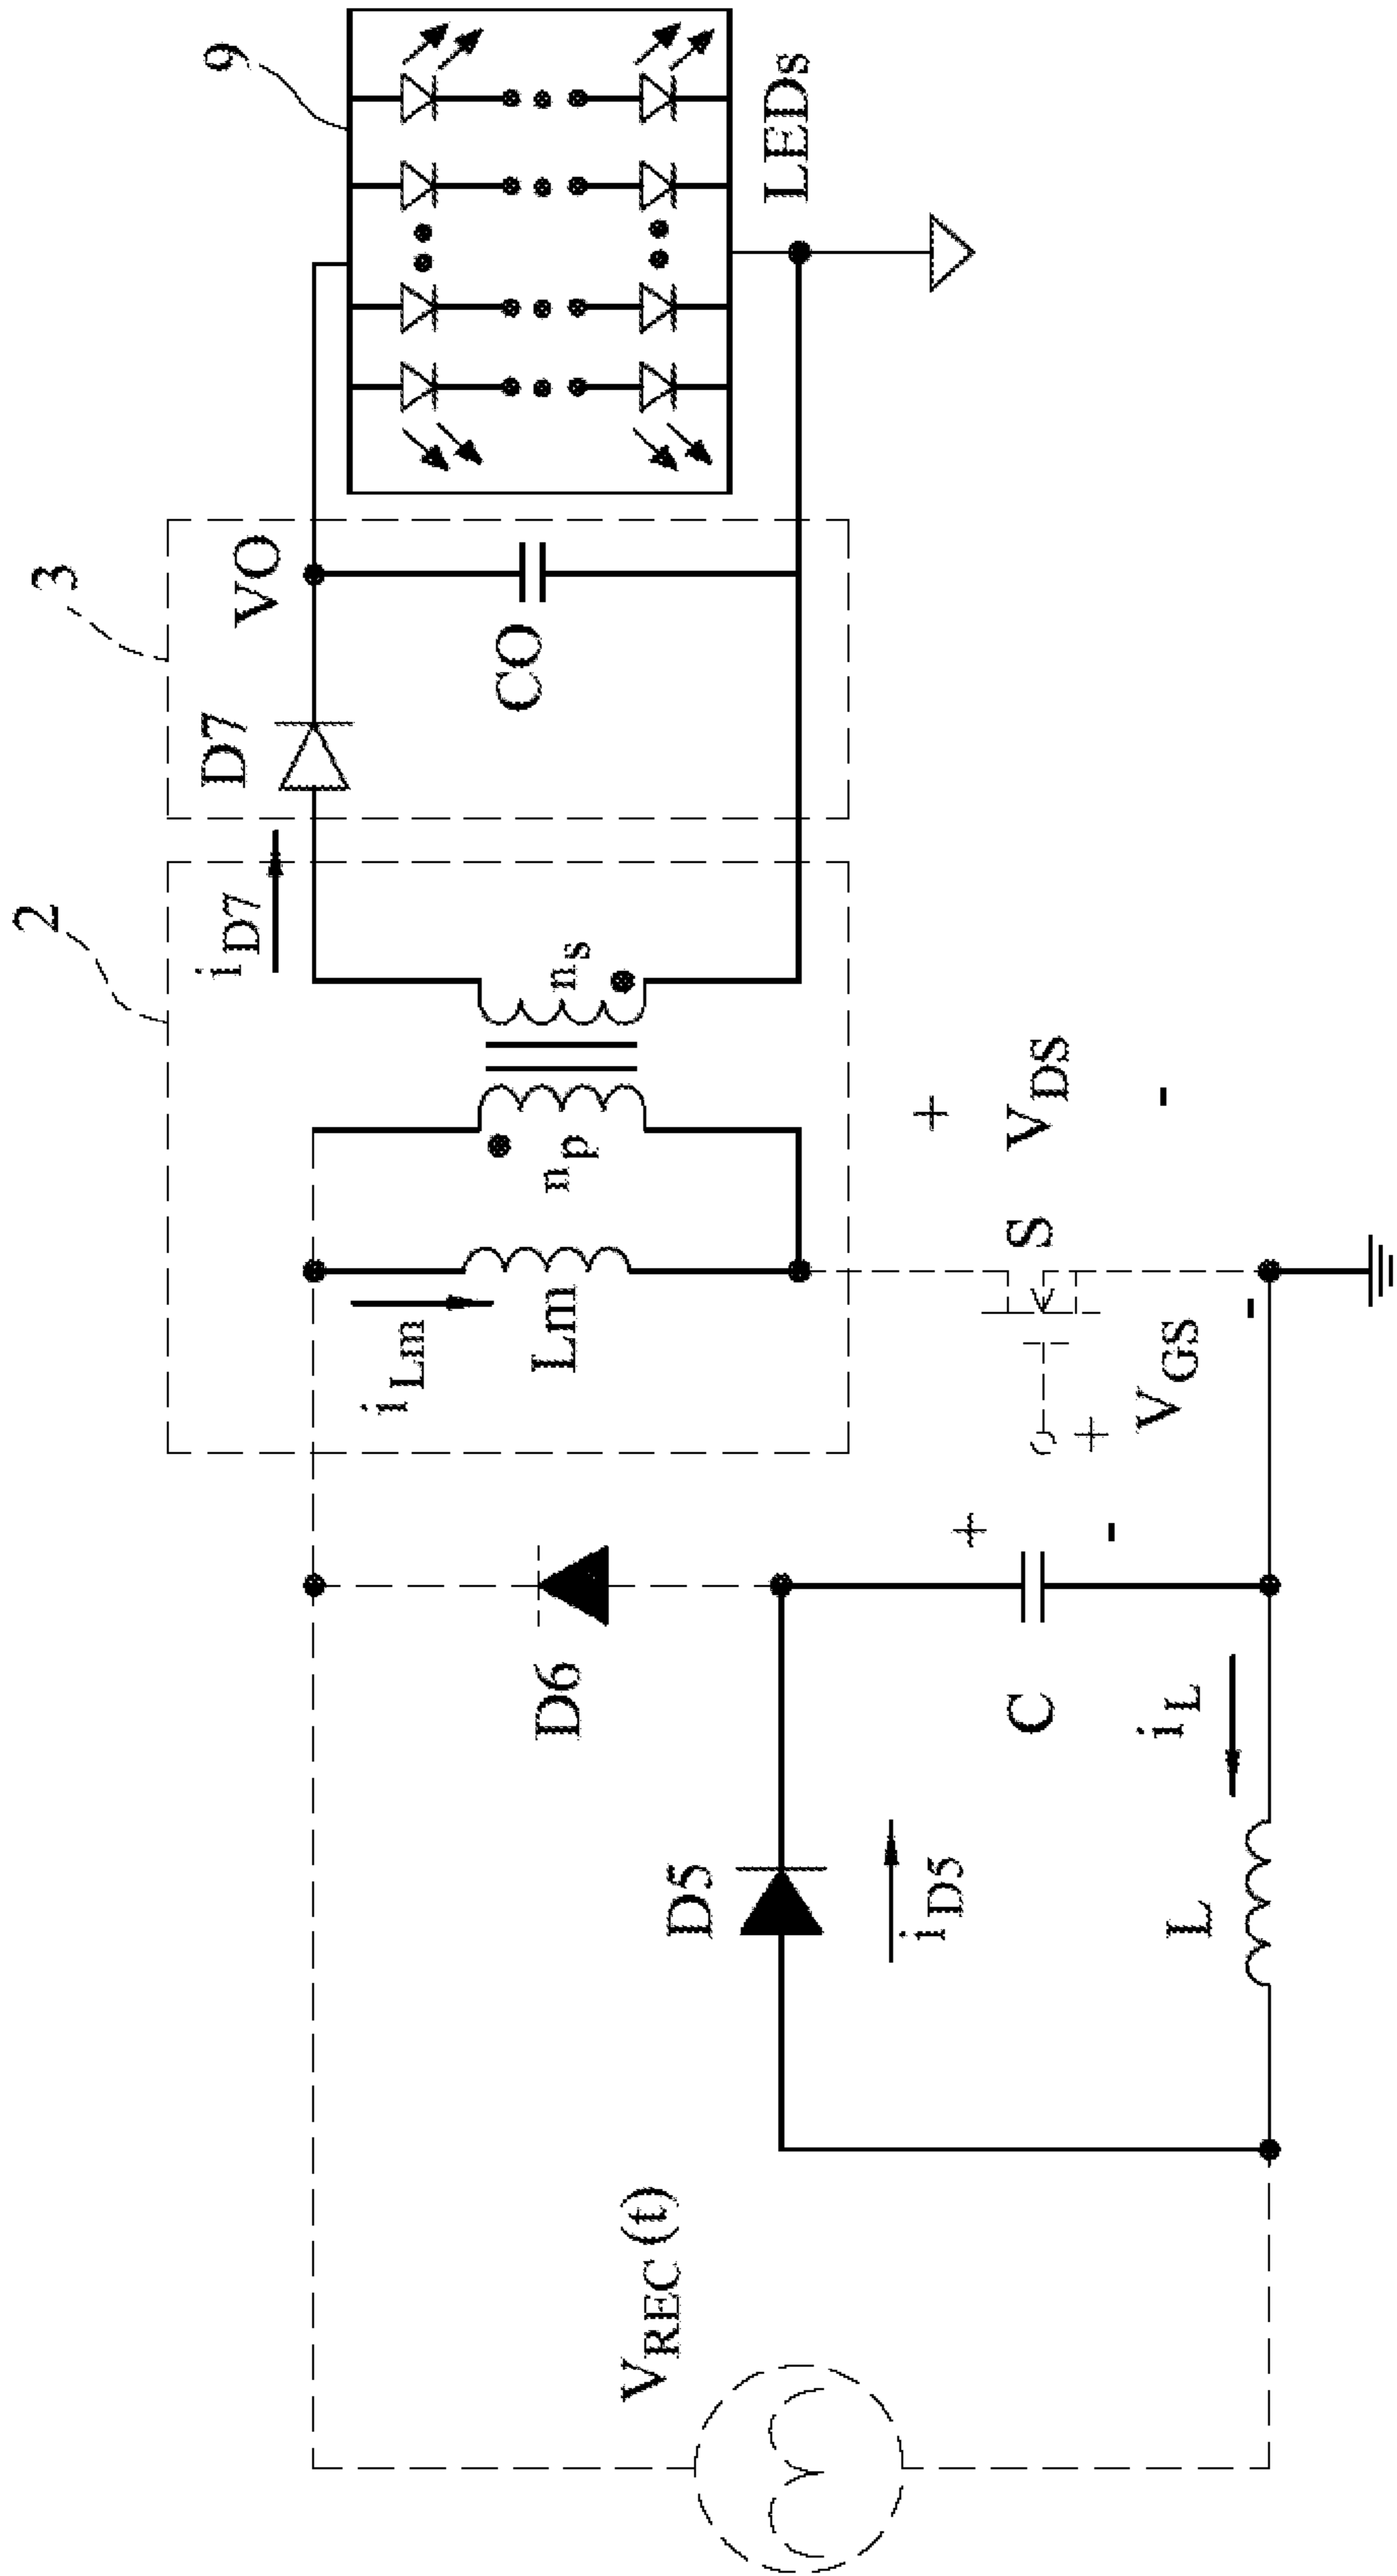 9
3
2
VO
D7
iD7
CO
LEDs
ns
np
iLm
Lm
+
VDS
-
S
VGS
+
-
D6
+
-
C
iL
D5
iD5
L
VREC(t)